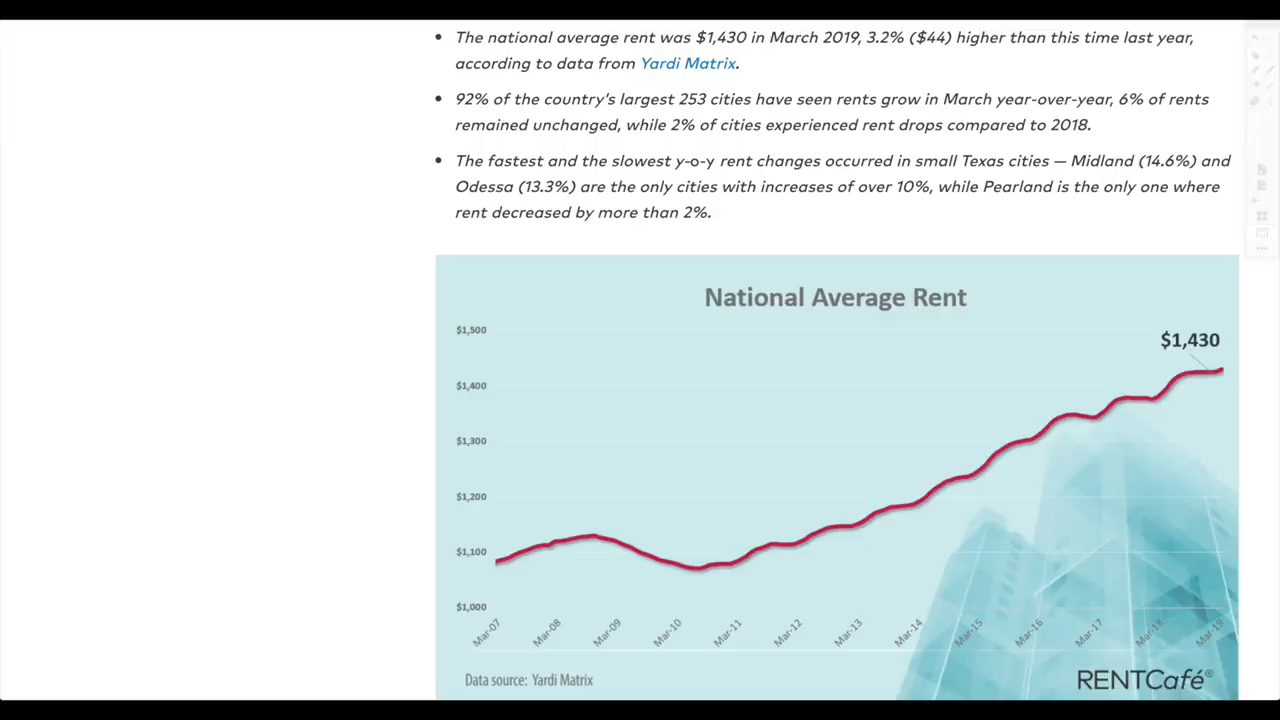 • The national average rent was $1,430 in March 2019, 3.2% ($44) higher than this time last year,
according to data from Yardi Matrix.
• 92% of the country's largest 253 cities have seen rents grow in March year-over-year, 6% of rents
remained unchanged, while 2% of cities experienced rent drops compared to 2018.
• The fastest and the slowest y-o-y rent changes occurred in small Texas cities — Midland (14.6%) and
Odessa (13.3%) are the only cities with increases of over 10%, while Pearland is the only one where
rent decreased by more than 2%.
National Average Rent
$1,500
$1,430
$1,400
$1,300
$1,200
$1,100
$1,000
Mar-07
Mar-08
Mar-09
Mar-10
Mar-11
Mar-12
Mar-13
Mar-14
Mar-15
Mar-16
Mar-17
Mar-18
Mar-19
Data source: Yardi Matrix
RENTCafé®